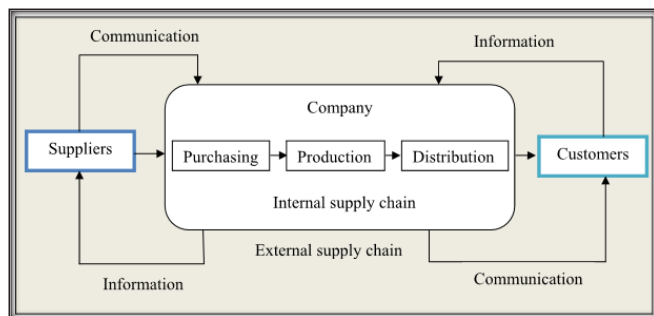 Communication
Information
Company
Suppliers
Purchasing
Production
Distribution
Customers
Internal supply chain
External supply chain
Information
Communication